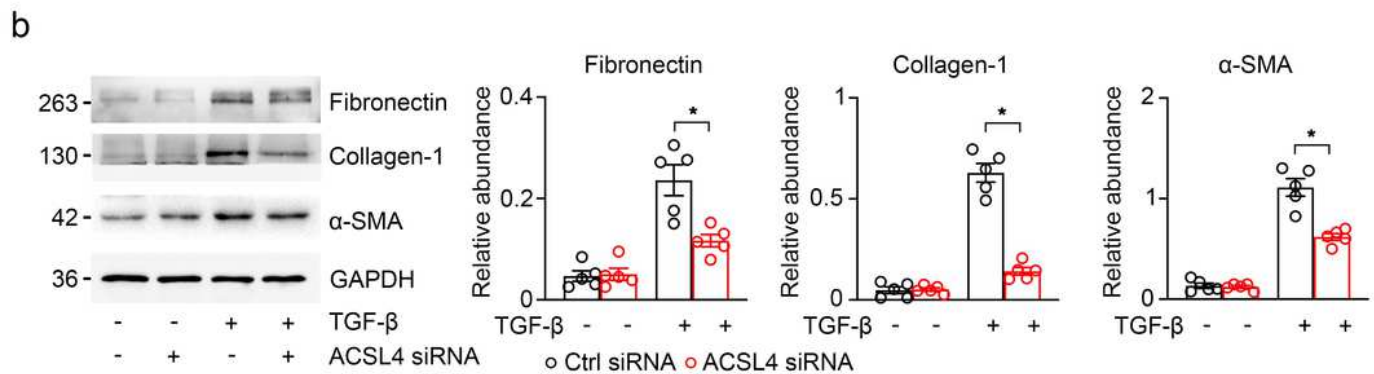 b
263 - Fibronectin
130 - Collagen-1
42 - α-SMA
36 - GAPDH
- - + + TGF-β
- + - + ACSL4 siRNA
Fibronectin
Relative abundance
0.4
0.2
0
*
TGF-β - - + +
Collagen-1
Relative abundance
1
0.5
0
*
TGF-β - - + +
α-SMA
Relative abundance
2
1
0
*
TGF-β - - + +
Ctrl siRNA ACSL4 siRNA